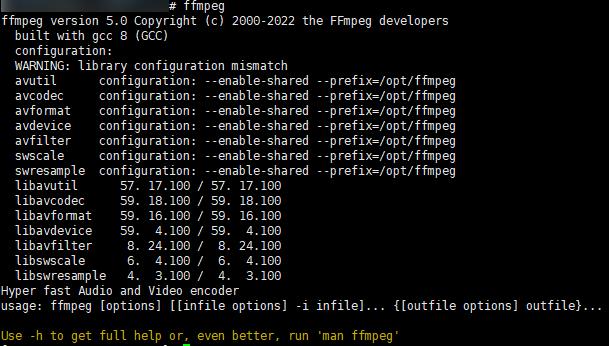 # ffmpeg
ffmpeg version 5.0 Copyright (c) 2000-2022 the FFmpeg developers
  built with gcc 8 (GCC)
  configuration:
  WARNING: library configuration mismatch
  avutil      configuration: --enable-shared --prefix=/opt/ffmpeg
  avcodec     configuration: --enable-shared --prefix=/opt/ffmpeg
  avformat    configuration: --enable-shared --prefix=/opt/ffmpeg
  avdevice    configuration: --enable-shared --prefix=/opt/ffmpeg
  avfilter    configuration: --enable-shared --prefix=/opt/ffmpeg
  swscale     configuration: --enable-shared --prefix=/opt/ffmpeg
  swresample  configuration: --enable-shared --prefix=/opt/ffmpeg
  libavutil      57. 17.100 / 57. 17.100
  libavcodec     59. 18.100 / 59. 18.100
  libavformat    59. 16.100 / 59. 16.100
  libavdevice    59.  4.100 / 59.  4.100
  libavfilter     8. 24.100 /  8. 24.100
  libswscale      6.  4.100 /  6.  4.100
  libswresample   4.  3.100 /  4.  3.100
Hyper fast Audio and Video encoder
usage: ffmpeg [options] [[infile options] -i infile]... {[outfile options] outfile}...

Use -h to get full help or, even better, run 'man ffmpeg'